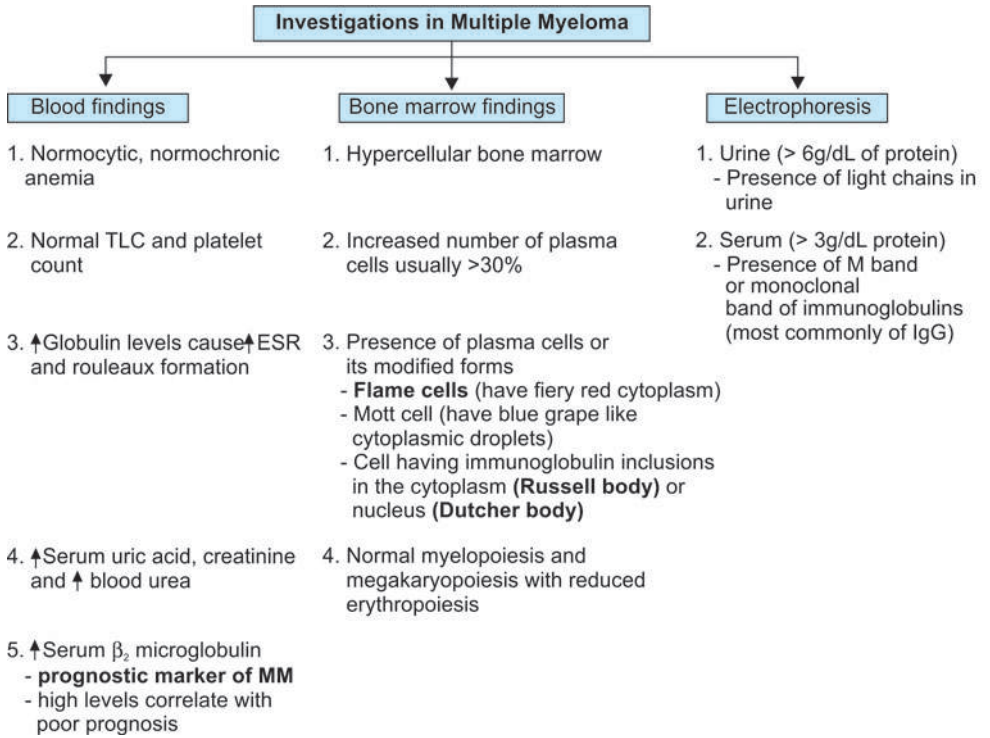 Investigations in Multiple Myeloma
Blood findings
1. Normocytic, normochronic
anemia
2. Normal TLC and platelet
count
3. ↑Globulin levels cause↑ESR
and rouleaux formation
4. ↑Serum uric acid, creatinine
and ↑ blood urea
5. ↑Serum β₂ microglobulin
- prognostic marker of MM
- high levels correlate with
poor prognosis
Bone marrow findings
1. Hypercellular bone marrow
2. Increased number of plasma
cells usually >30%
3. Presence of plasma cells or
its modified forms
- Flame cells (have fiery red cytoplasm)
- Mott cell (have blue grape like
cytoplasmic droplets)
- Cell having immunoglobulin inclusions
in the cytoplasm (Russell body) or
nucleus (Dutcher body)
4. Normal myelopoiesis and
megakaryopoiesis with reduced
erythropoiesis
Electrophoresis
1. Urine (> 6g/dL of protein)
- Presence of light chains in
urine
2. Serum (> 3g/dL protein)
- Presence of M band
or monoclonal
band of immunoglobulins
(most commonly of IgG)